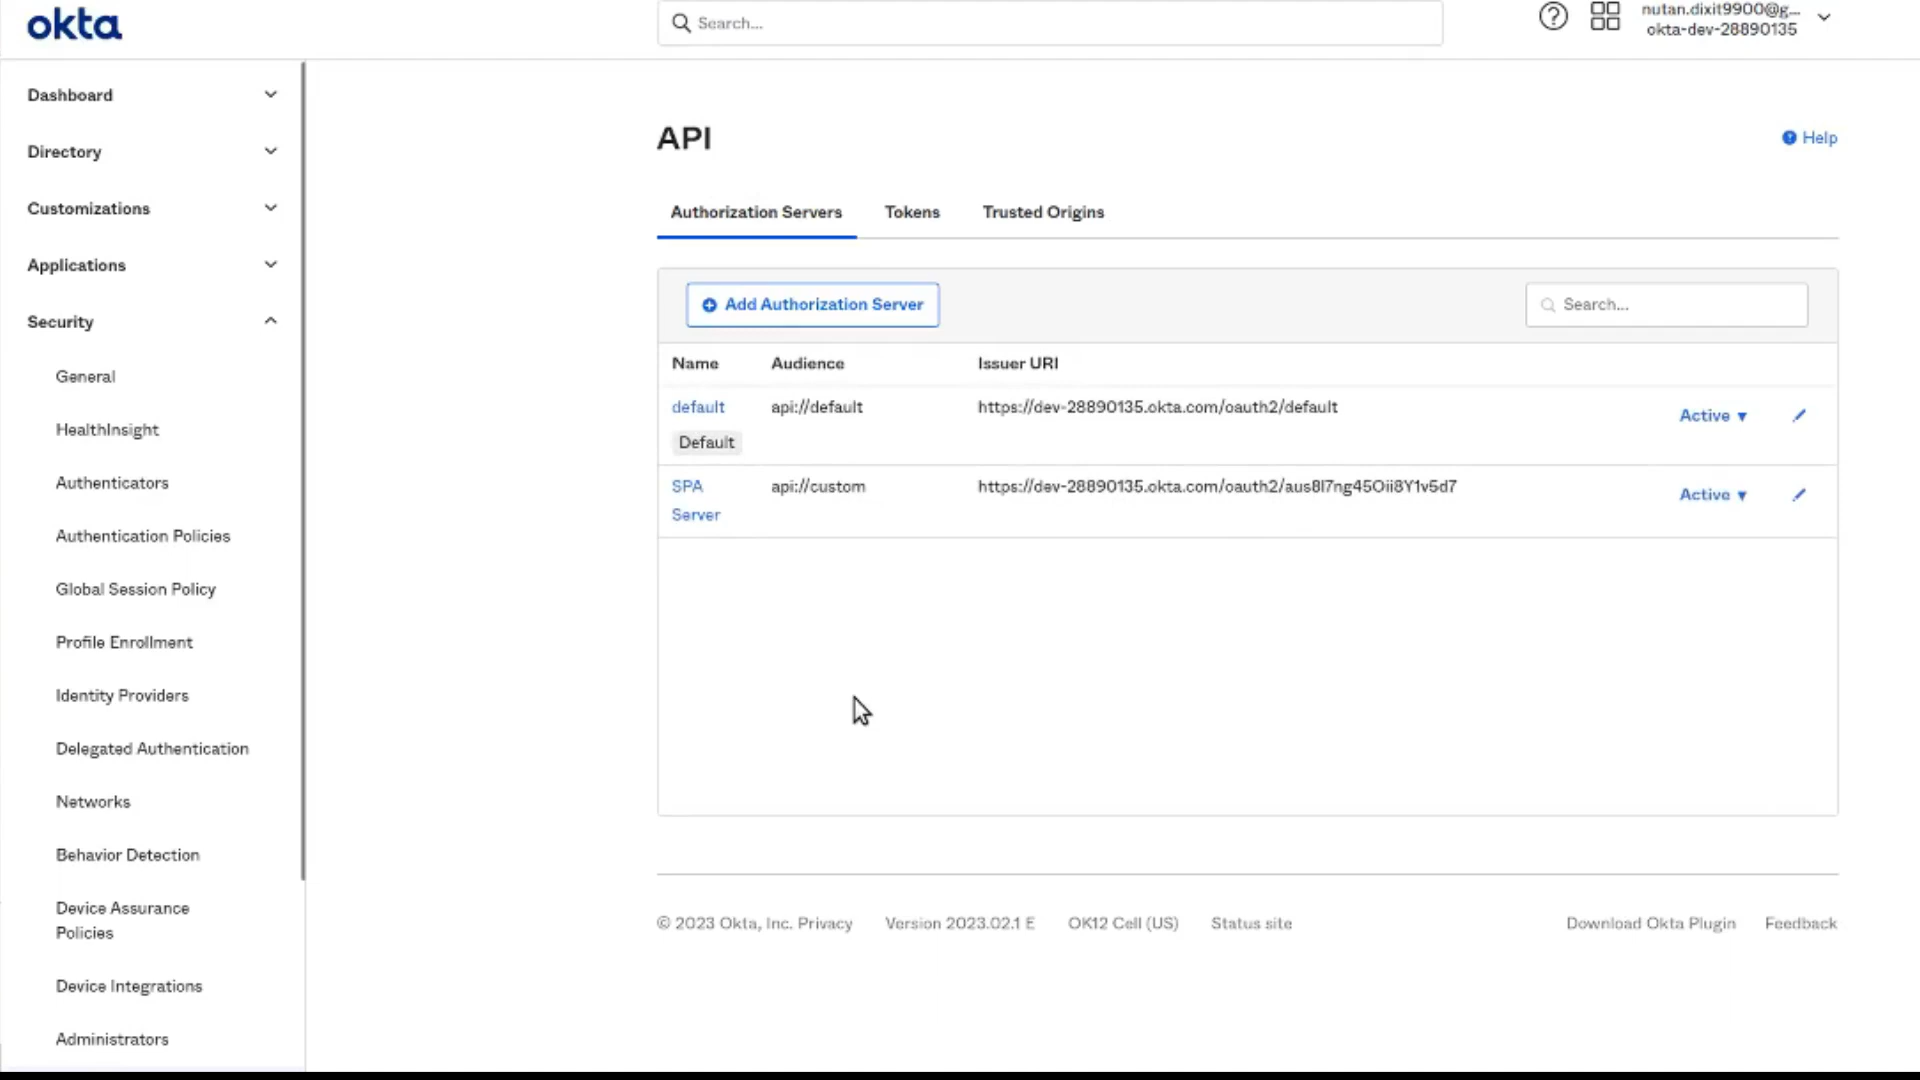 okta
Search...
nutan.dixit9900@g...
okta-dev-28890135
Dashboard
Directory
Customizations
Applications
Security
General
HealthInsight
Authenticators
Authentication Policies
Global Session Policy
Profile Enrollment
Identity Providers
Delegated Authentication
Networks
Behavior Detection
Device Assurance
Policies
Device Integrations
Administrators
API
Help
Authorization Servers Tokens Trusted Origins
Add Authorization Server
Search...
Name Audience Issuer URI
default api://default https://dev-28890135.okta.com/oauth2/default Active
Default
SPA api://custom https://dev-28890135.okta.com/oauth2/aus8l7ng45Oii8Y1v5d7 Active
Server
© 2023 Okta, Inc. Privacy Version 2023.02.1 E OK12 Cell (US) Status site Download Okta Plugin Feedback